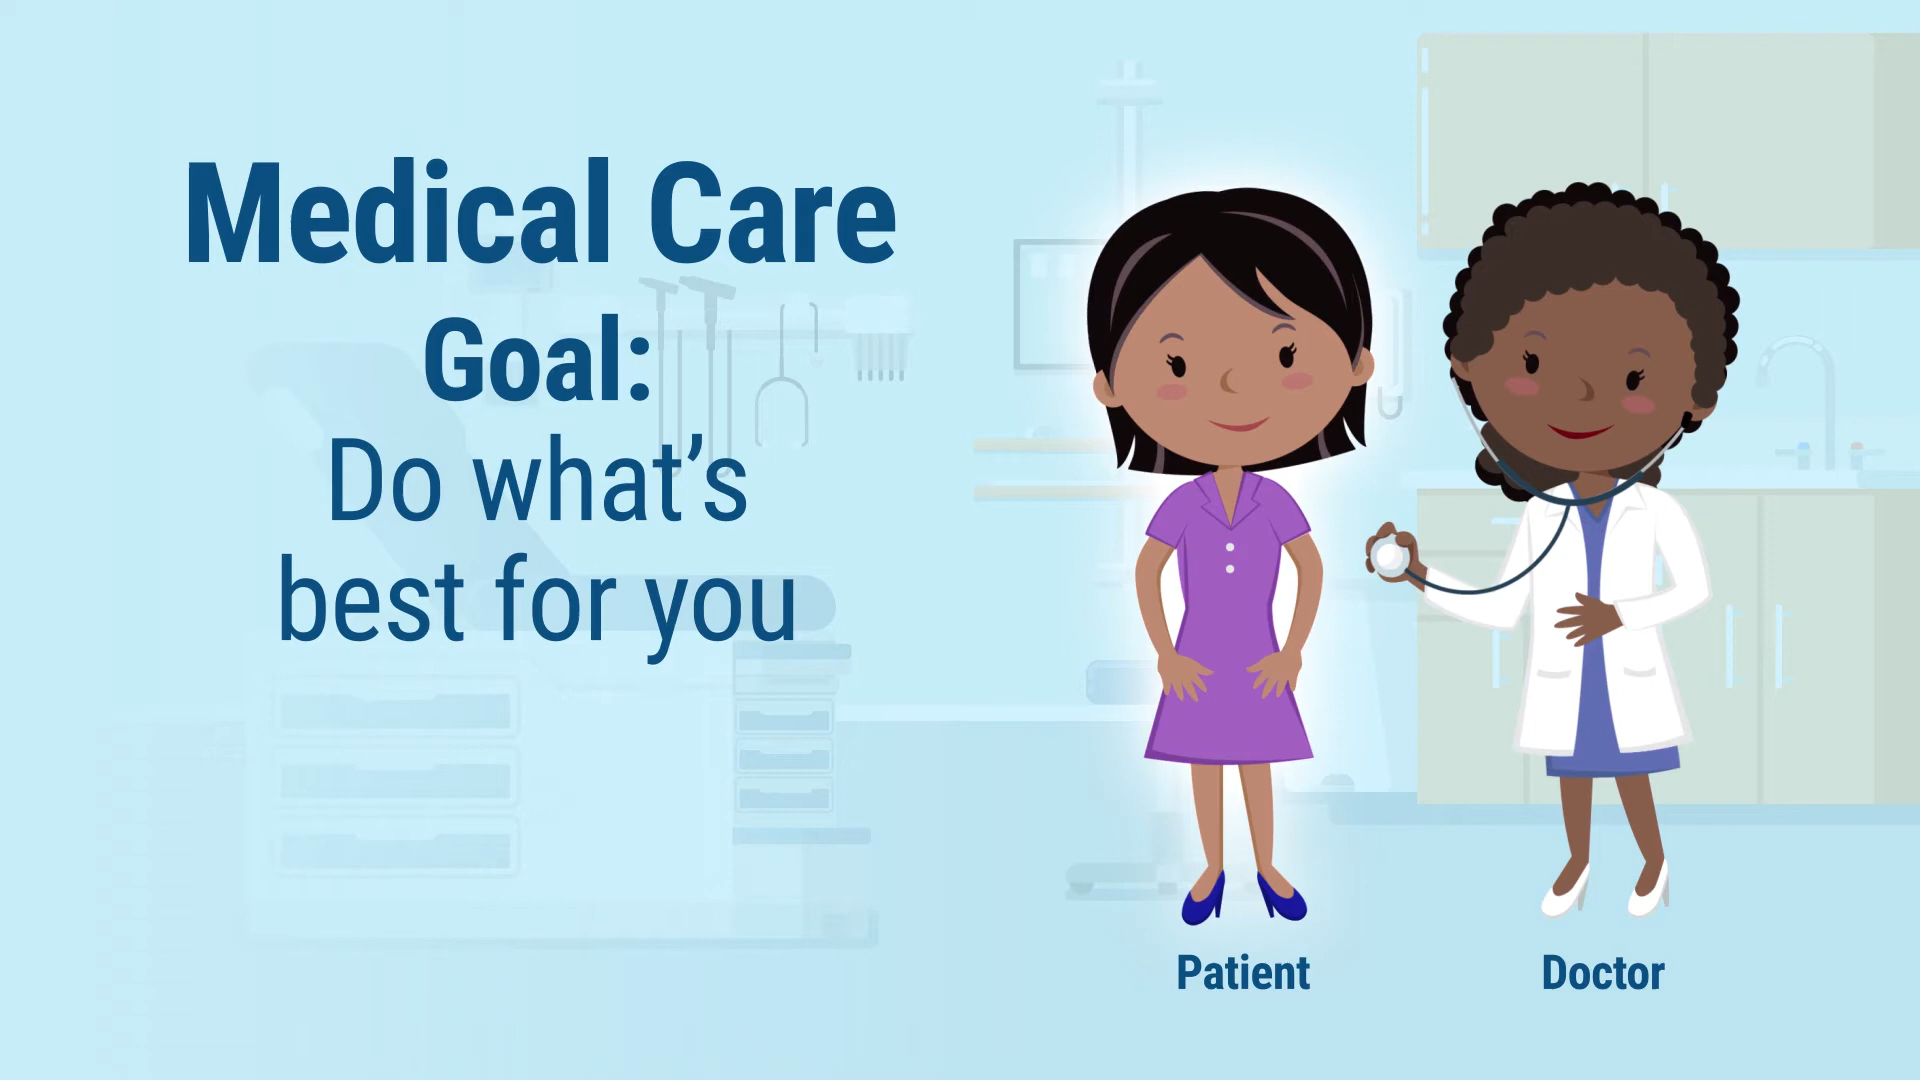 Medical Care
Goal:
Do what’s
best for you
Patient
Doctor